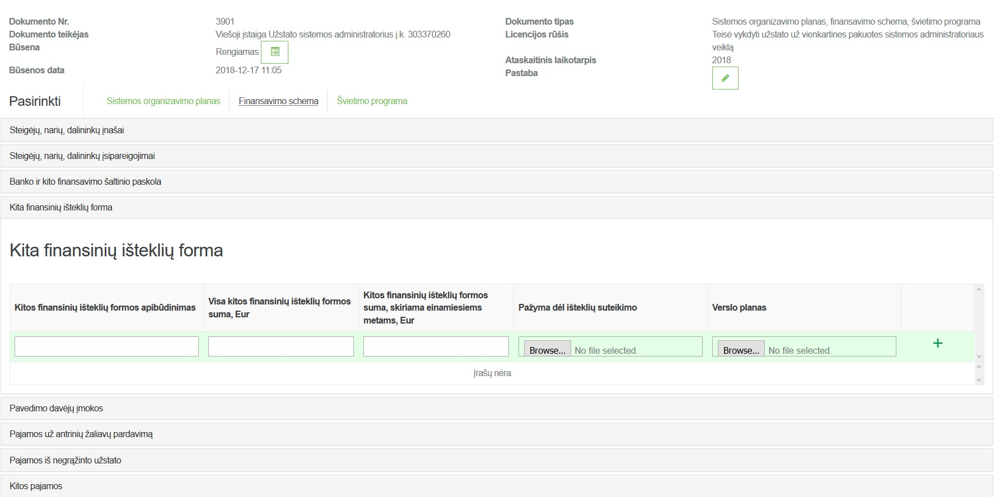 Dokumento Nr.
3901
Dokumento teikėjas
Viešoji įstaiga Užstato sistemos administratorius į.k. 303370260
Būsena
Rengiamas
Būsenos data
2018-12-17 11:05
Dokumento tipas
Sistemos organizavimo planas, finansavimo schema, švietimo programa
Licencijos rūšis
Teisė vykdyti užstato už vienkartines pakuotes sistemos administratoriaus
veiklą
Ataskaitinis laikotarpis
2018
Pastaba
Pasirinkti
Sistemos organizavimo planas
Finansavimo schema
Švietimo programa
Steigėjų, narių, dalininkų įnašai
Steigėjų, narių, dalininkų įsipareigojimai
Banko ir kito finansavimo šaltinio paskola
Kita finansinių išteklių forma
Kita finansinių išteklių forma
Kitos finansinių išteklių formos apibūdinimas
Visa kitos finansinių išteklių formos
suma, Eur
Kitos finansinių išteklių formos
suma, skiriama einamiesiems
metams, Eur
Pažyma dėl išteklių suteikimo
Verslo planas
Browse... No file selected.
Browse... No file selected.
Įrašų nėra
Pavedimo davėjų įmokos
Pajamos už antrinių žaliavų pardavimą
Pajamos iš negrąžinto užstato
Kitos pajamos